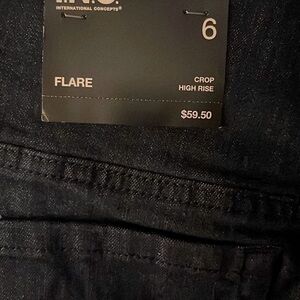 I.N.C.
INTERNATIONAL CONCEPTS®
6
FLARE
CROP
HIGH RISE
$59.50